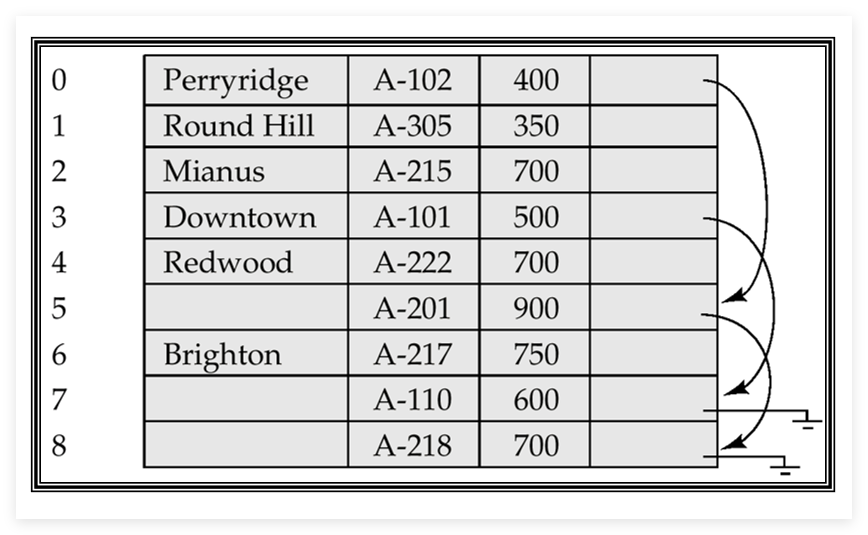 0 Perryridge A-102 400
1 Round Hill A-305 350
2 Mianus A-215 700
3 Downtown A-101 500
4 Redwood A-222 700
5 A-201 900
6 Brighton A-217 750
7 A-110 600
8 A-218 700